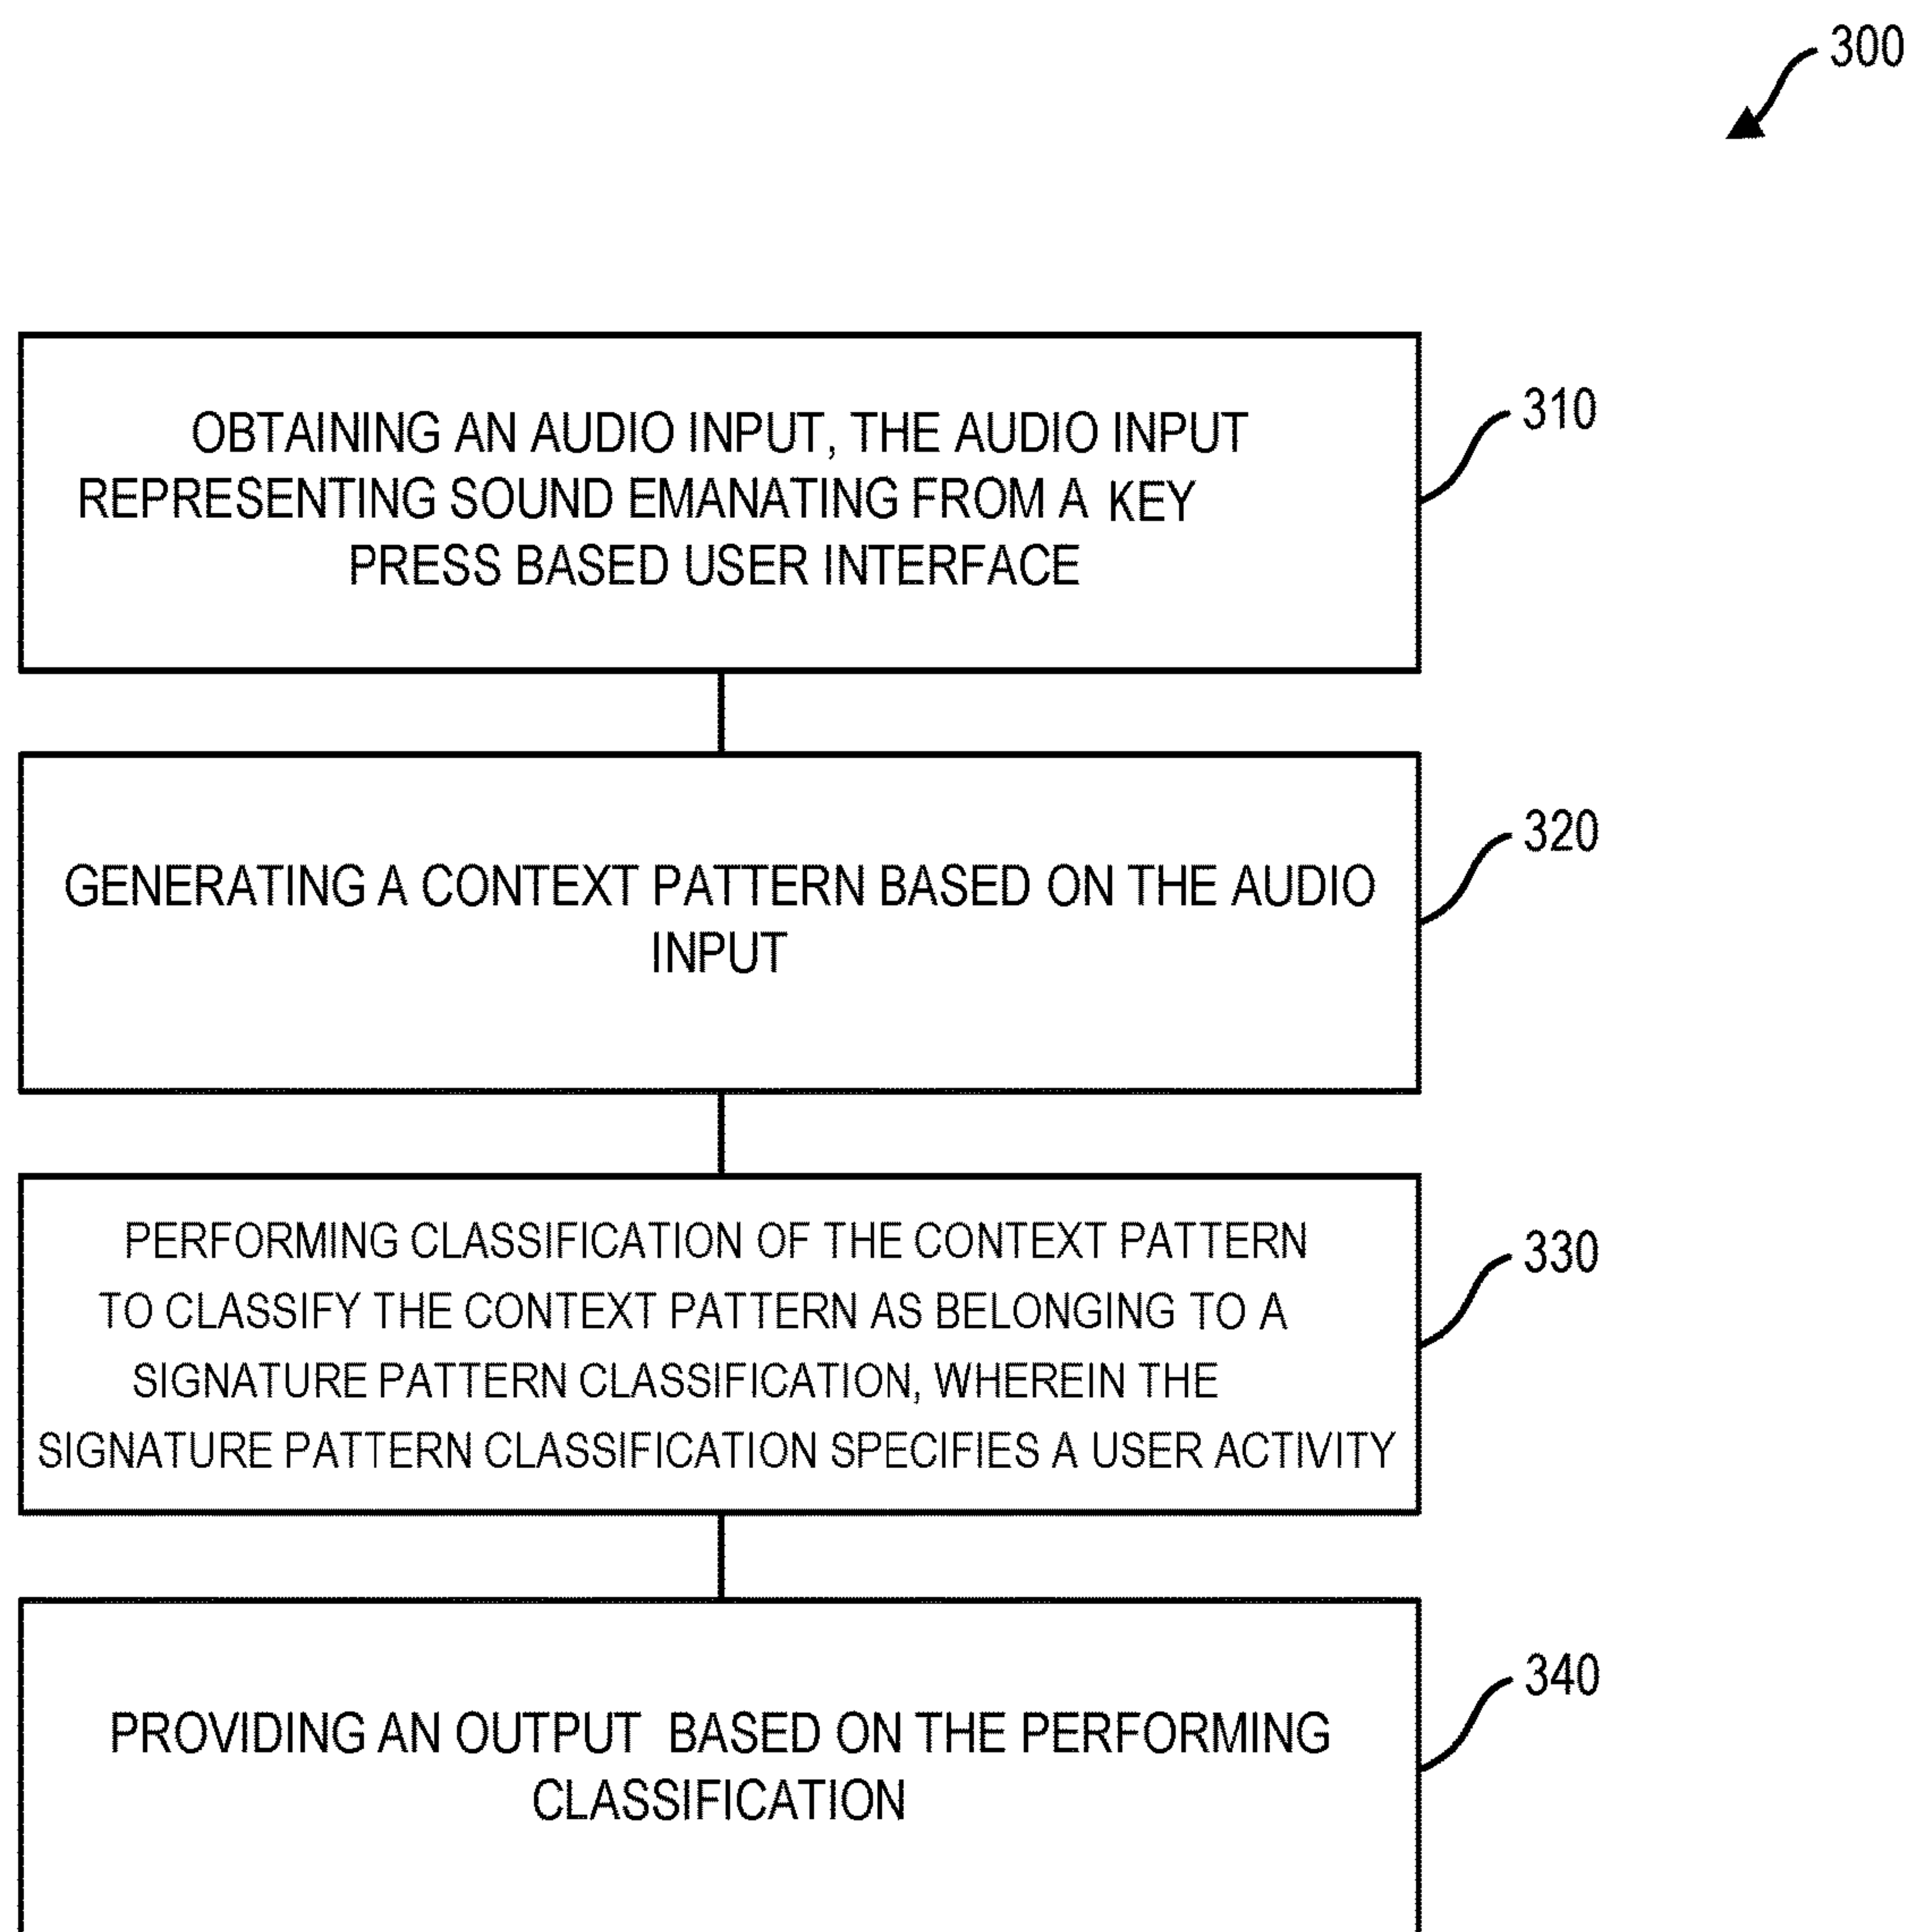 300
OBTAINING AN AUDIO INPUT, THE AUDIO INPUT
REPRESENTING SOUND EMANATING FROM A KEY
PRESS BASED USER INTERFACE
310
GENERATING A CONTEXT PATTERN BASED ON THE AUDIO
INPUT
320
PERFORMING CLASSIFICATION OF THE CONTEXT PATTERN
TO CLASSIFY THE CONTEXT PATTERN AS BELONGING TO A
SIGNATURE PATTERN CLASSIFICATION, WHEREIN THE
SIGNATURE PATTERN CLASSIFICATION SPECIFIES A USER ACTIVITY
330
PROVIDING AN OUTPUT BASED ON THE PERFORMING
CLASSIFICATION
340